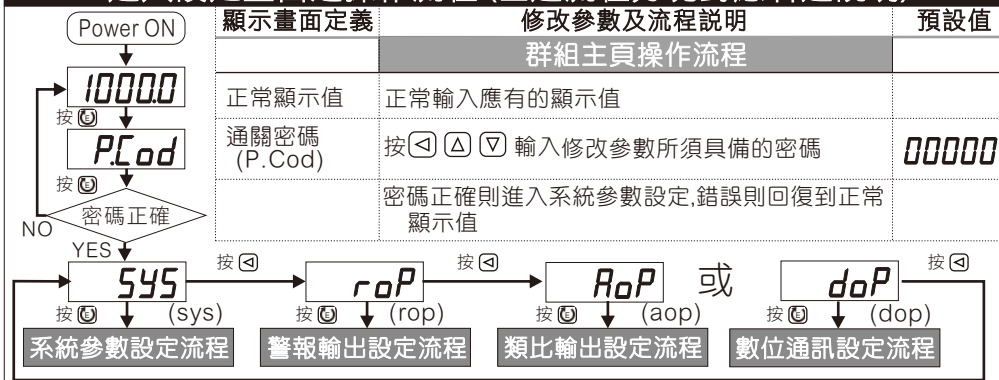 Power ON
顯示畫面定義 修改參數及流程説明 預設值
群組主頁操作流程
1000.0
正常顯示值 正常輸入應有的顯示值
按
P.Cod
通關密碼
(P.Cod)
按 輸入修改參數所須具備的密碼 00000
按
密碼正確
密碼正確則進入系統參數設定,錯誤則回復到正常
顯示值
NO
YES
SYS 按 roP 按 AoP 或 doP 按
按 (sys) 按 (rop) 按 (aop) 按 (dop)
系統參數設定流程 警報輸出設定流程 類比輸出設定流程 數位通訊設定流程